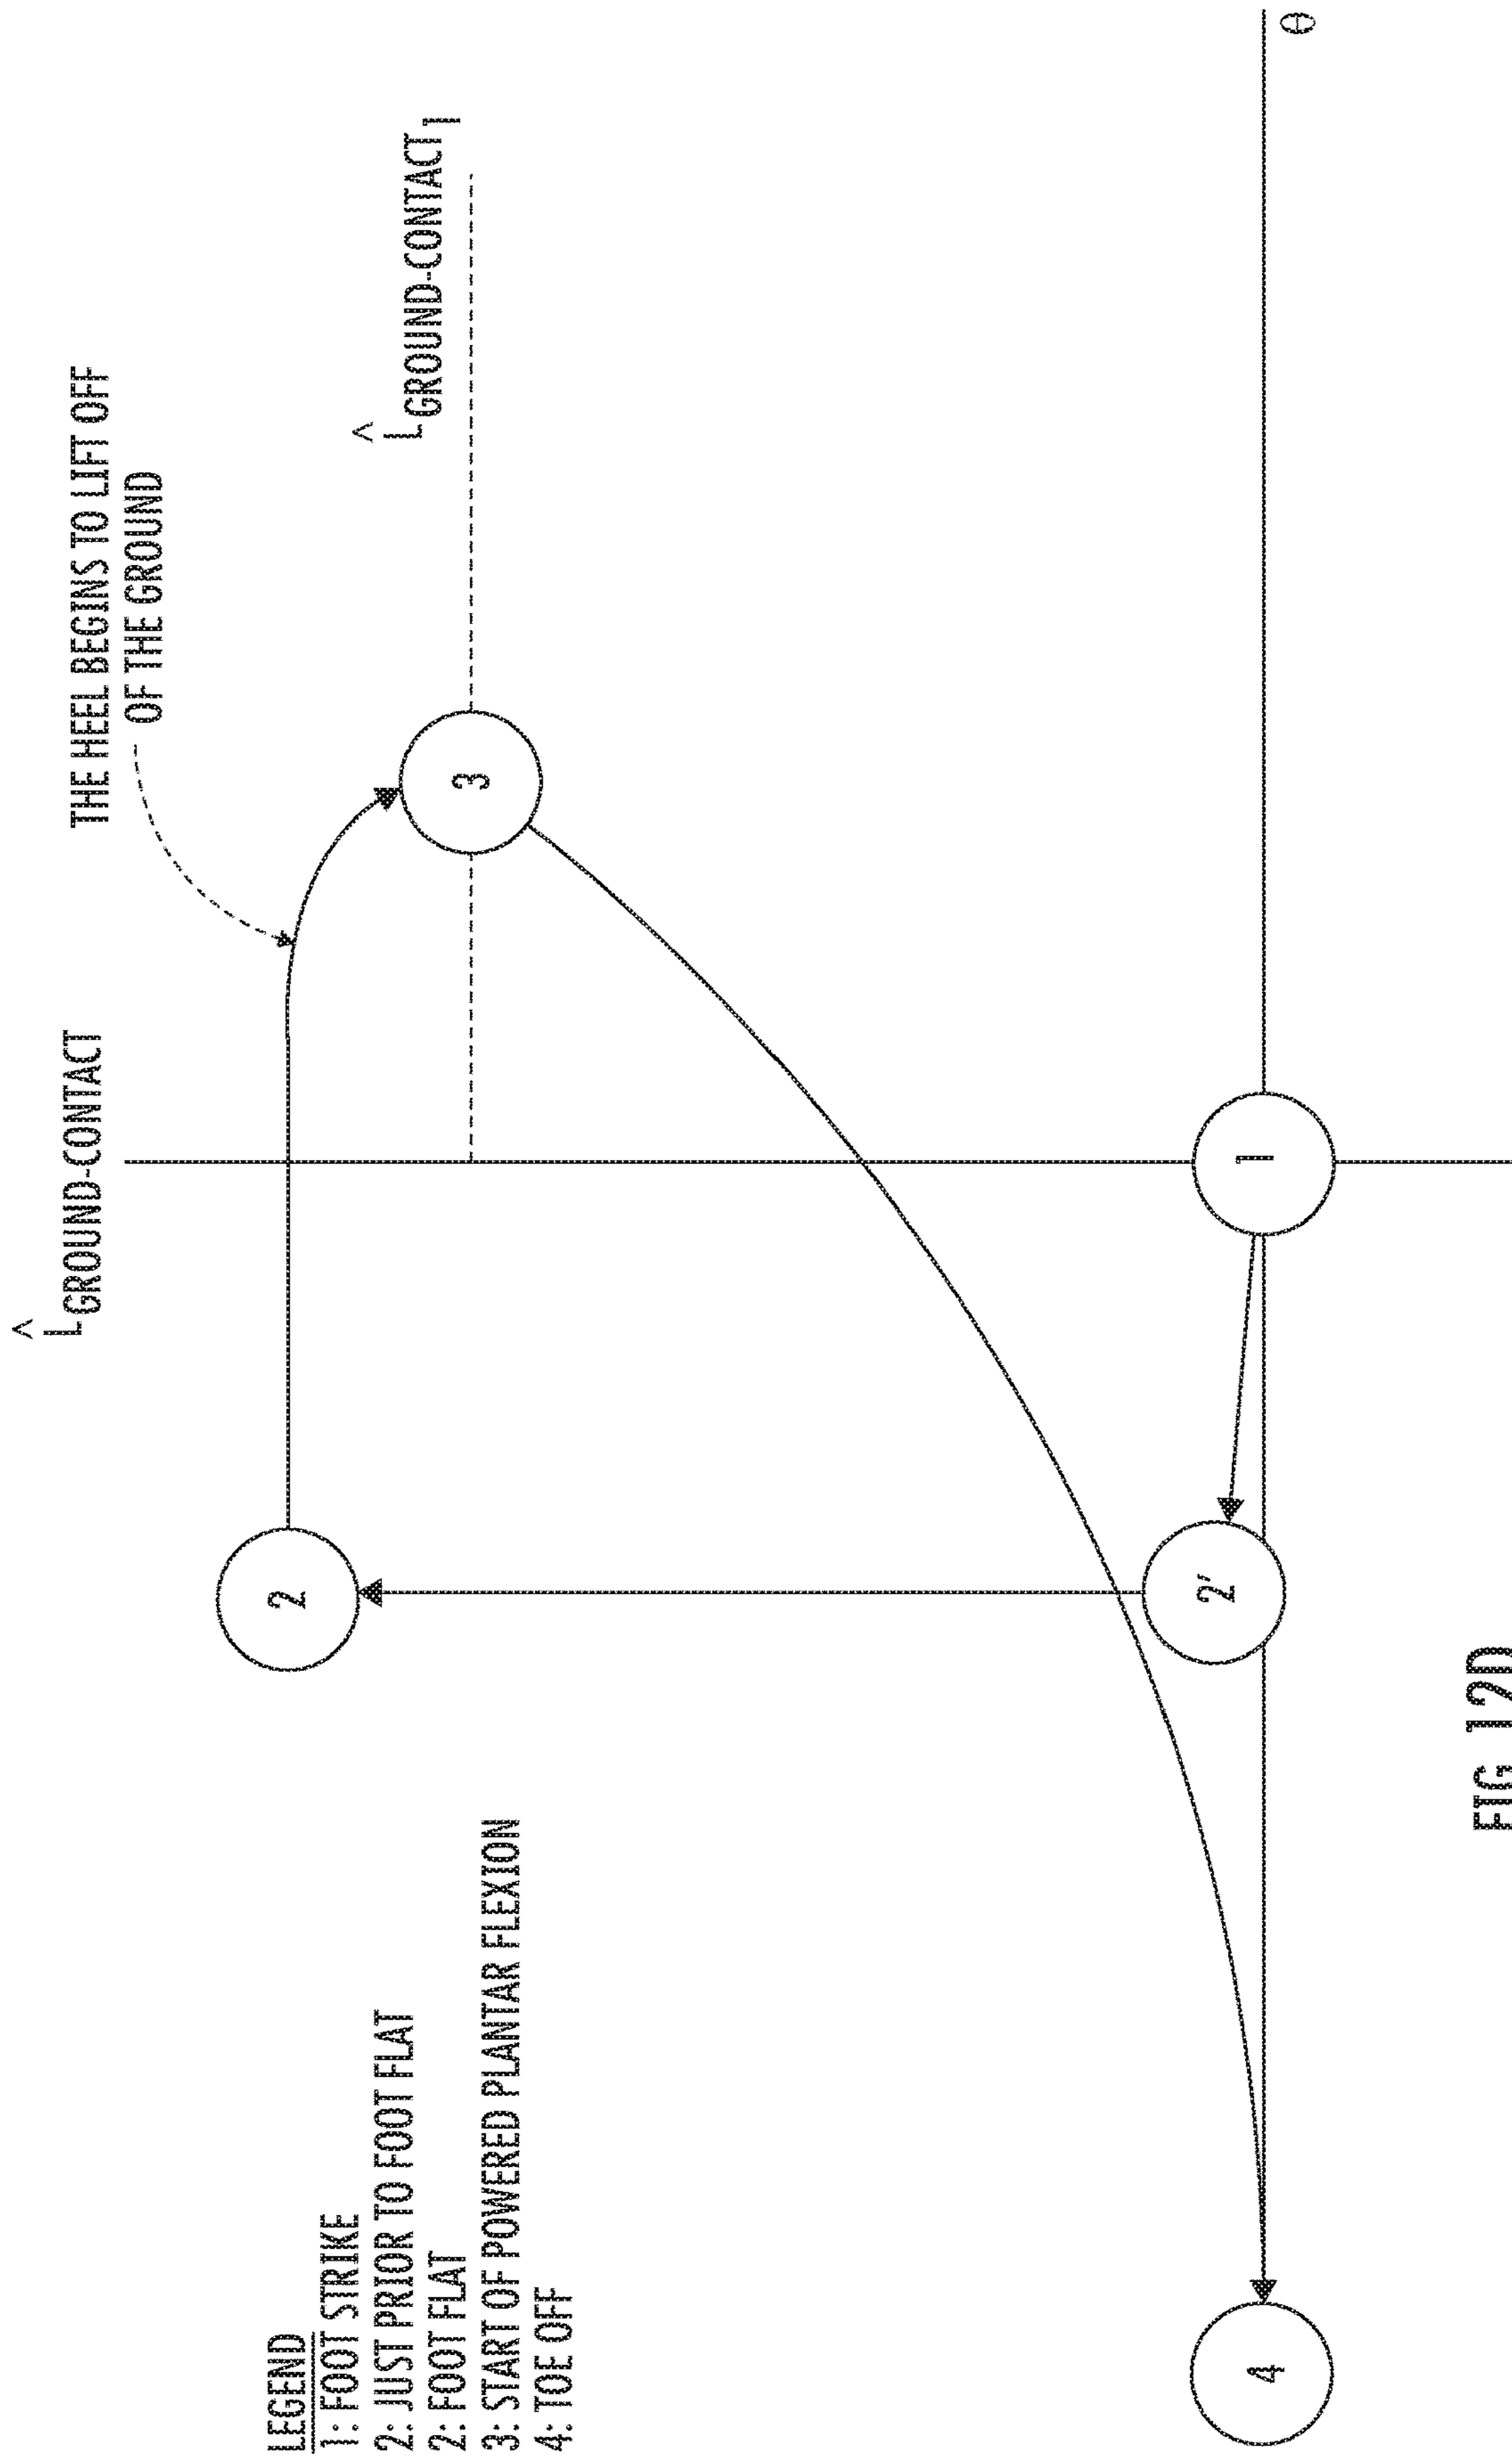 L̂GROUND-CONTACT
THE HEEL BEGINS TO LIFT OFF
OF THE GROUND
L̂GROUND-CONTACT1
LEGEND
1: FOOT STRIKE
2: JUST PRIOR TO FOOT FLAT
2: FOOT FLAT
3: START OF POWERED PLANTAR FLEXION
4: TOE OFF
2
3
2'
1
4
θ
FIG 12D